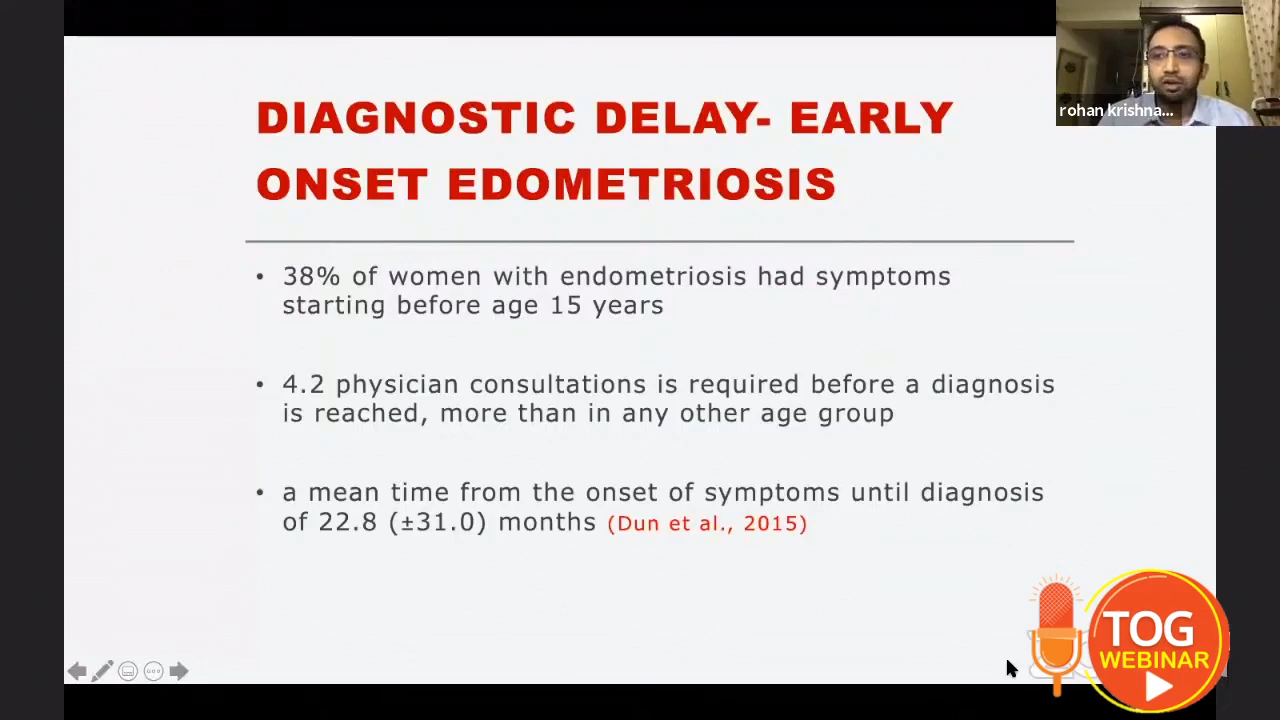 DIAGNOSTIC DELAY- EARLY
ONSET EDOMETRIOSIS
• 38% of women with endometriosis had symptoms
starting before age 15 years
• 4.2 physician consultations is required before a diagnosis
is reached, more than in any other age group
• a mean time from the onset of symptoms until diagnosis
of 22.8 (±31.0) months (Dun et al., 2015)
rohan krishna...
TOG
WEBINAR